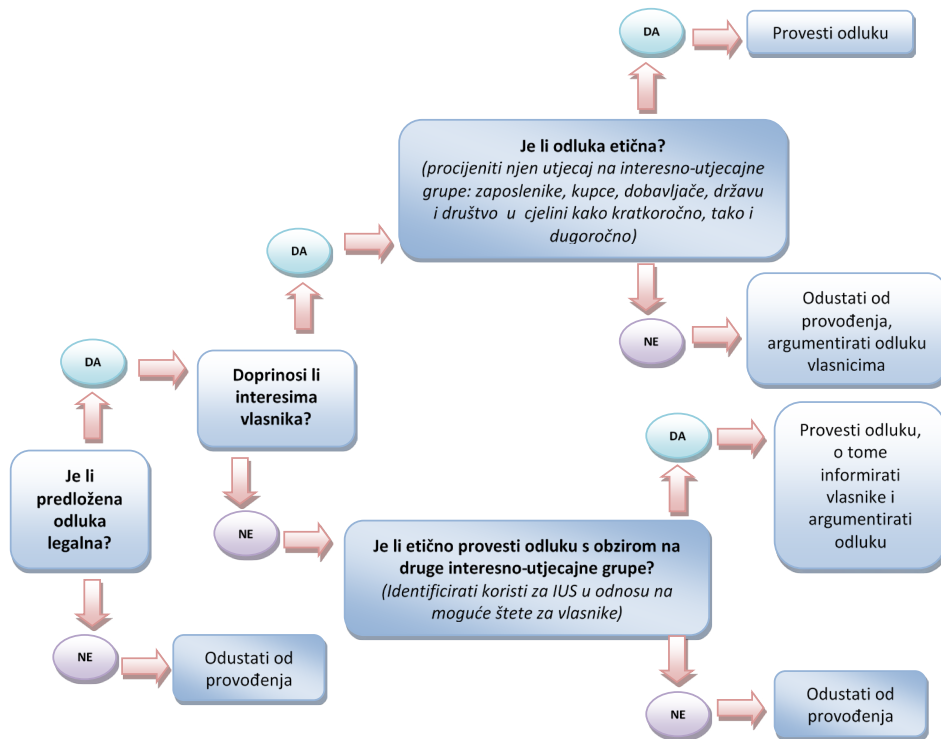 DA
Provesti odluku
Je li odluka etična?
(procijeniti njen utjecaj na interesno-utjecajne
grupe: zaposlenike, kupce, dobavljače, državu
i društvo u cjelini kako kratkoročno, tako i
dugoročno)
DA
NE
Odustati od
provođenja,
argumentirati odluku
vlasnicima
DA
Doprinosi li
interesima
vlasnika?
DA
Provesti odluku,
o tome
informirati
vlasnike i
argumentirati
odluku
Je li
predložena
odluka
legalna?
NE
Je li etično provesti odluku s obzirom na
druge interesno-utjecajne grupe?
(Identificirati koristi za IUS u odnosu na
moguće štete za vlasnike)
NE
Odustati od
provođenja
NE
Odustati od
provođenja